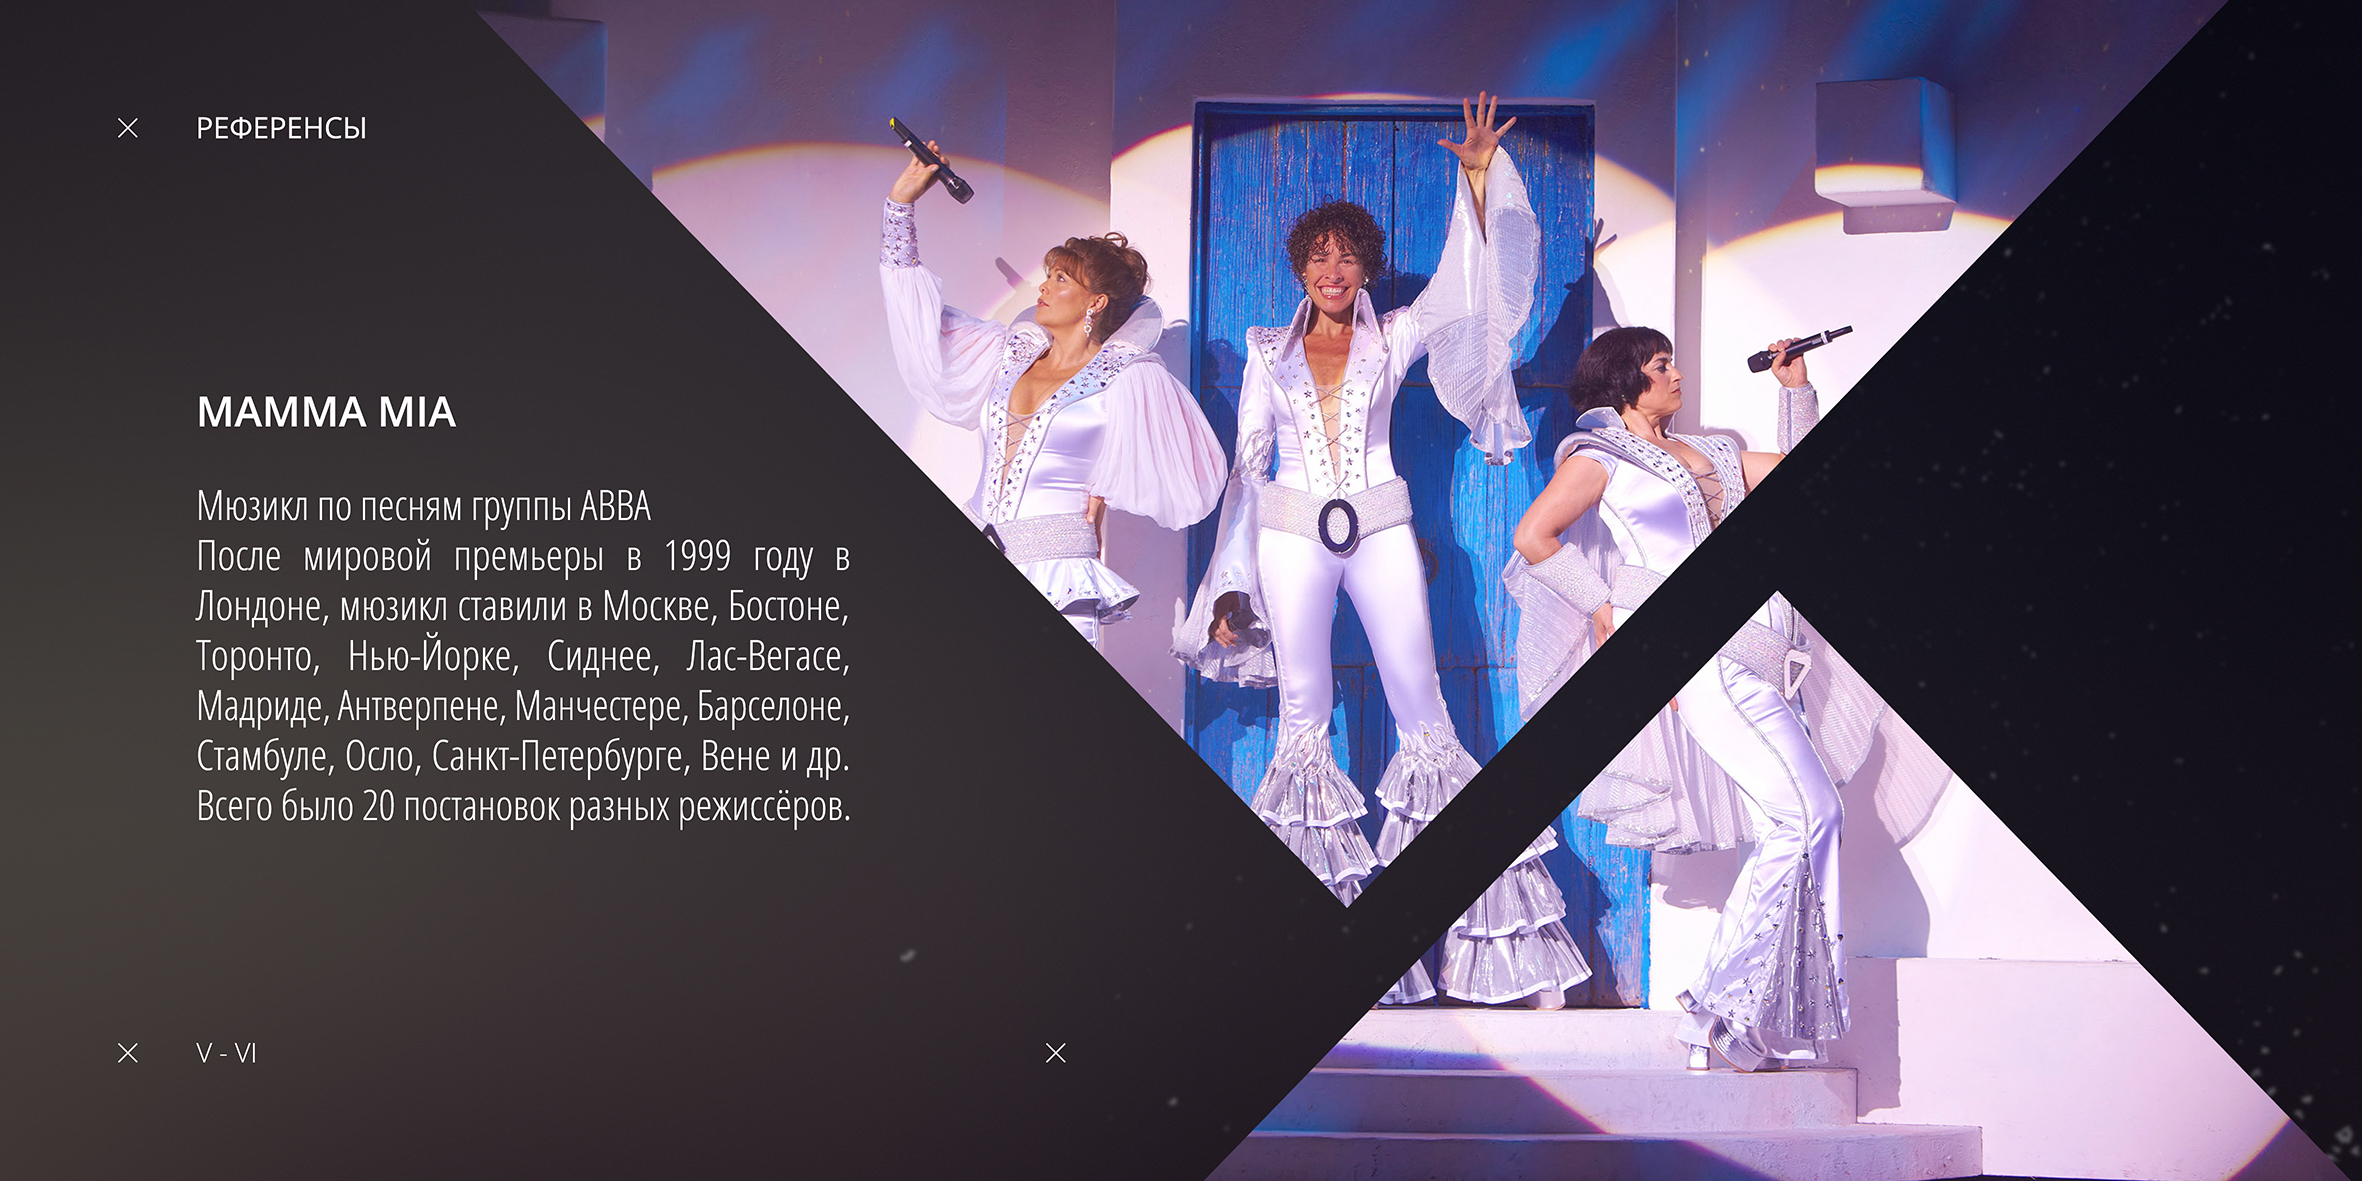 РЕФЕРЕНСЫ
MAMMA MIA
Мюзикл по песням группы ABBA
После мировой премьеры в 1999 году в
Лондоне, мюзикл ставили в Москве, Бостоне,
Торонто, Нью-Йорке, Сиднее, Лас-Вегасе,
Мадриде, Антверпене, Манчестере, Барселоне,
Стамбуле, Осло, Санкт-Петербурге, Вене и др.
Всего было 20 постановок разных режиссёров.
V - VI